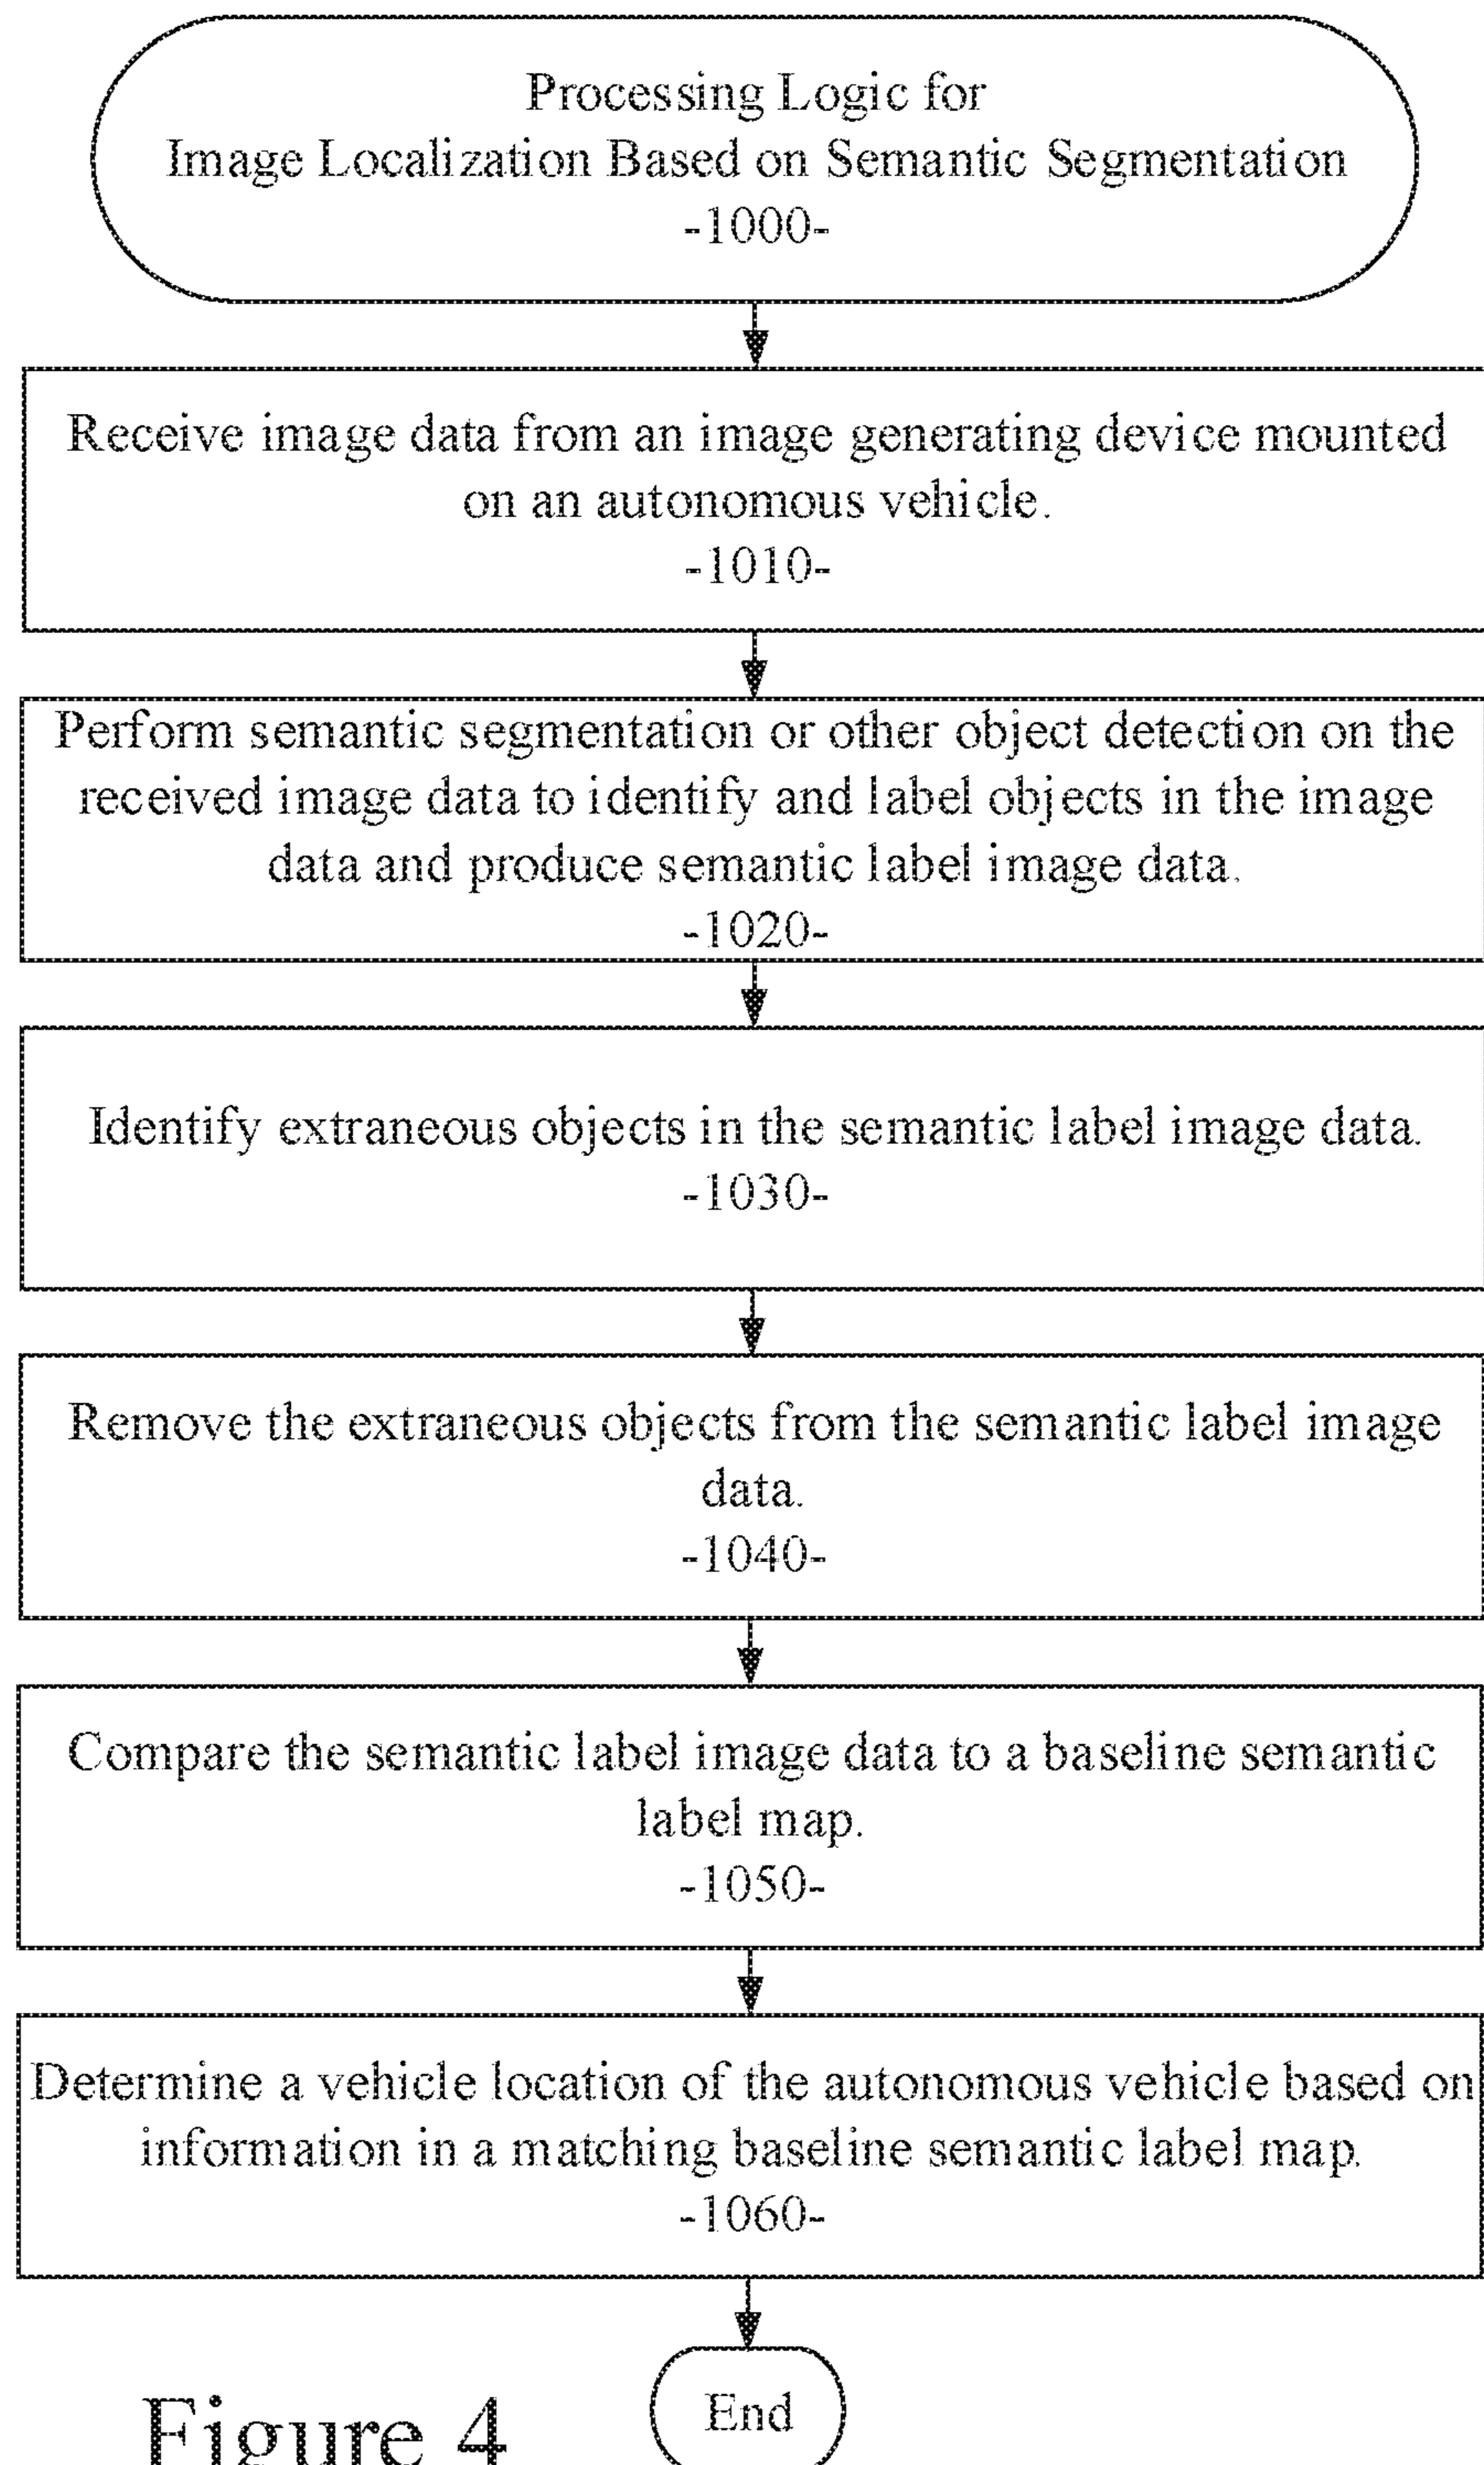 Processing Logic for
Image Localization Based on Semantic Segmentation
-1000-
Receive image data from an image generating device mounted
on an autonomous vehicle.
-1010-
Perform semantic segmentation or other object detection on the
received image data to identify and label objects in the image
data and produce semantic label image data.
-1020-
Identify extraneous objects in the semantic label image data.
-1030-
Remove the extraneous objects from the semantic label image
data.
-1040-
Compare the semantic label image data to a baseline semantic
label map.
-1050-
Determine a vehicle location of the autonomous vehicle based on
information in a matching baseline semantic label map.
-1060-
End
Figure 4